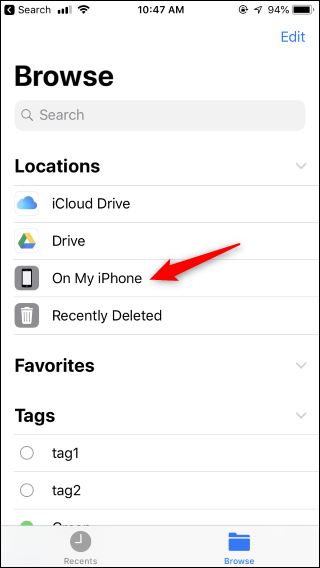 Search 10:47 AM 94%
Edit
Browse
Search
Locations
iCloud Drive
Drive
On My iPhone
Recently Deleted
Favorites
Tags
tag1
tag2
Green
Recents Browse